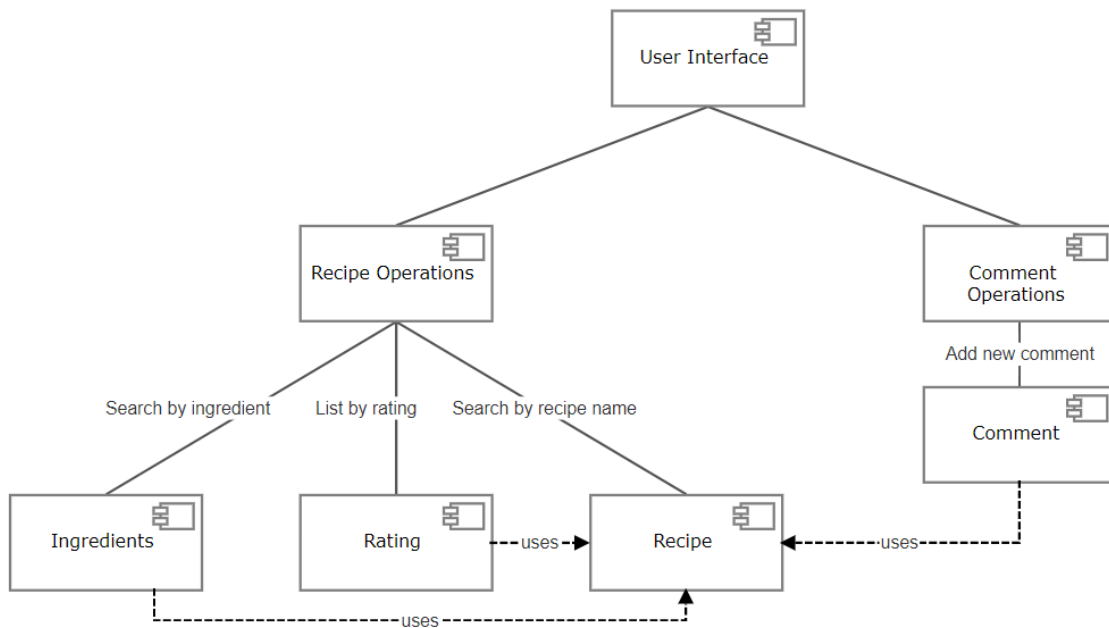 User Interface
Recipe Operations
Comment
Operations
Add new comment
Search by ingredient
List by rating
Search by recipe name
Comment
Ingredients
Rating
uses
Recipe
uses
uses